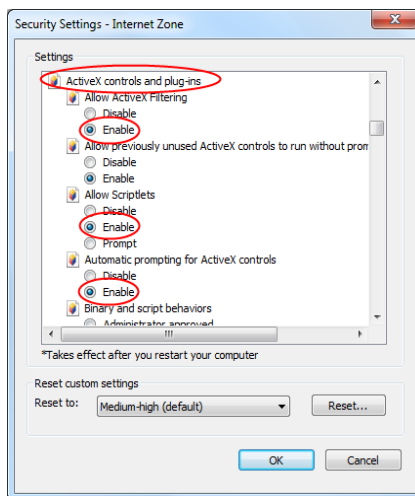 Security Settings - Internet Zone
Settings
ActiveX controls and plug-ins
Allow ActiveX Filtering
Disable
Enable
Allow previously unused ActiveX controls to run without prom
Disable
Enable
Allow Scriptlets
Disable
Enable
Prompt
Automatic prompting for ActiveX controls
Disable
Enable
Binary and script behaviors
Administrator approved
*Takes effect after you restart your computer
Reset custom settings
Reset to:
Medium-high (default)
Reset...
OK
Cancel